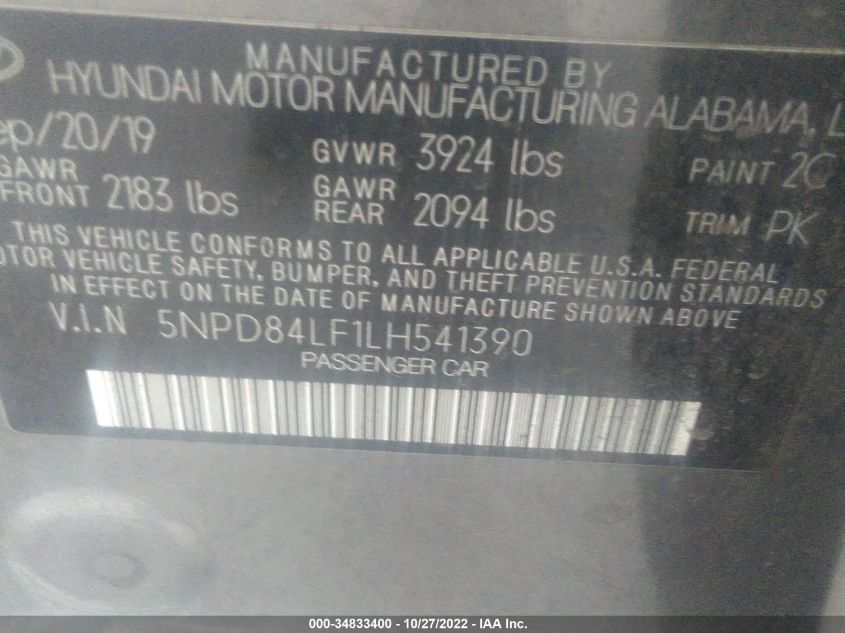 MANUFACTURED BY
HYUNDAI MOTOR MANUFACTURING ALABAMA, L
ep/20/19 GVWR 3924 lbs PAINT 2C
GAWR FRONT 2183 lbs GAWR REAR 2094 lbs TRIM PK
THIS VEHICLE CONFORMS TO ALL APPLICABLE U.S.A. FEDERAL
OTOR VEHICLE SAFETY, BUMPER, AND THEFT PREVENTION STANDARDS
IN EFFECT ON THE DATE OF MANUFACTURE SHOWN ABOVE
V.I.N 5NPD84LF1LH541390
PASSENGER CAR
000-34833400 - 10/27/2022 - IAA Inc.